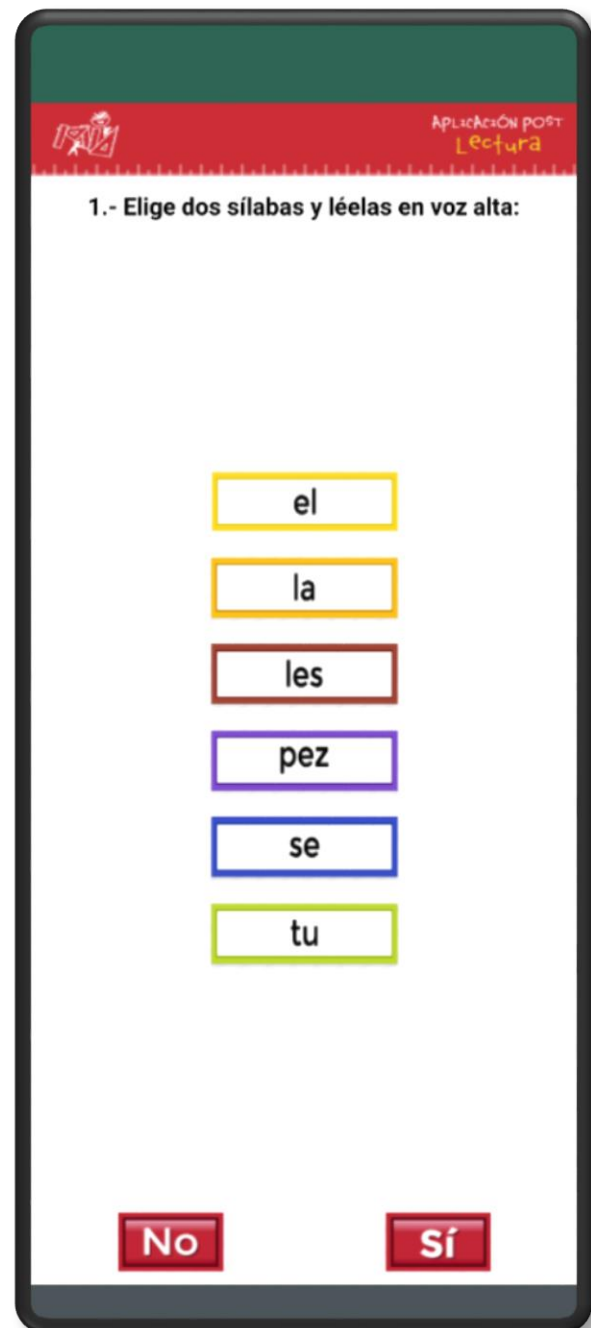 APLICACIÓN POST
Lectura
1.- Elige dos sílabas y léelas en voz alta:
el
la
les
pez
se
tu
No
Sí